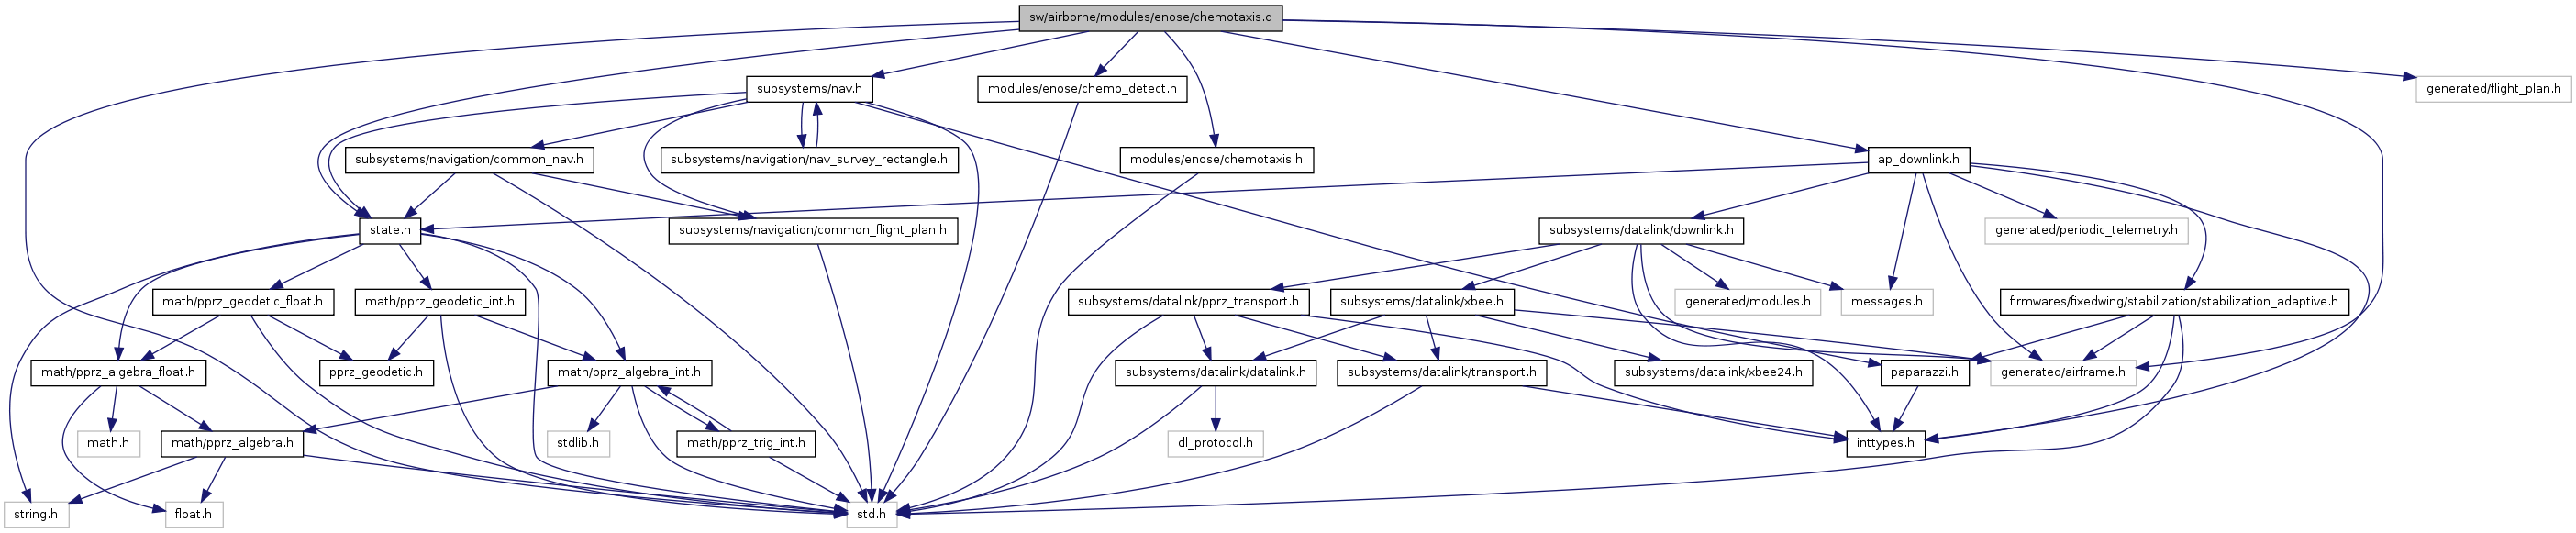 sw/airborne/modules/enose/chemotaxis.c
subsystems/nav.h
modules/enose/chemo_detect.h
generated/flight_plan.h
subsystems/navigation/common_nav.h
subsystems/navigation/nav_survey_rectangle.h
modules/enose/chemotaxis.h
ap_downlink.h
state.h
subsystems/navigation/common_flight_plan.h
subsystems/datalink/downlink.h
generated/periodic_telemetry.h
math/pprz_geodetic_float.h
math/pprz_geodetic_int.h
subsystems/datalink/pprz_transport.h
subsystems/datalink/xbee.h
generated/modules.h
messages.h
firmwares/fixedwing/stabilization/stabilization_adaptive.h
math/pprz_algebra_float.h
pprz_geodetic.h
math/pprz_algebra_int.h
subsystems/datalink/datalink.h
subsystems/datalink/transport.h
subsystems/datalink/xbee24.h
paparazzi.h
generated/airframe.h
math.h
math/pprz_algebra.h
stdlib.h
math/pprz_trig_int.h
dl_protocol.h
inttypes.h
string.h
float.h
std.h